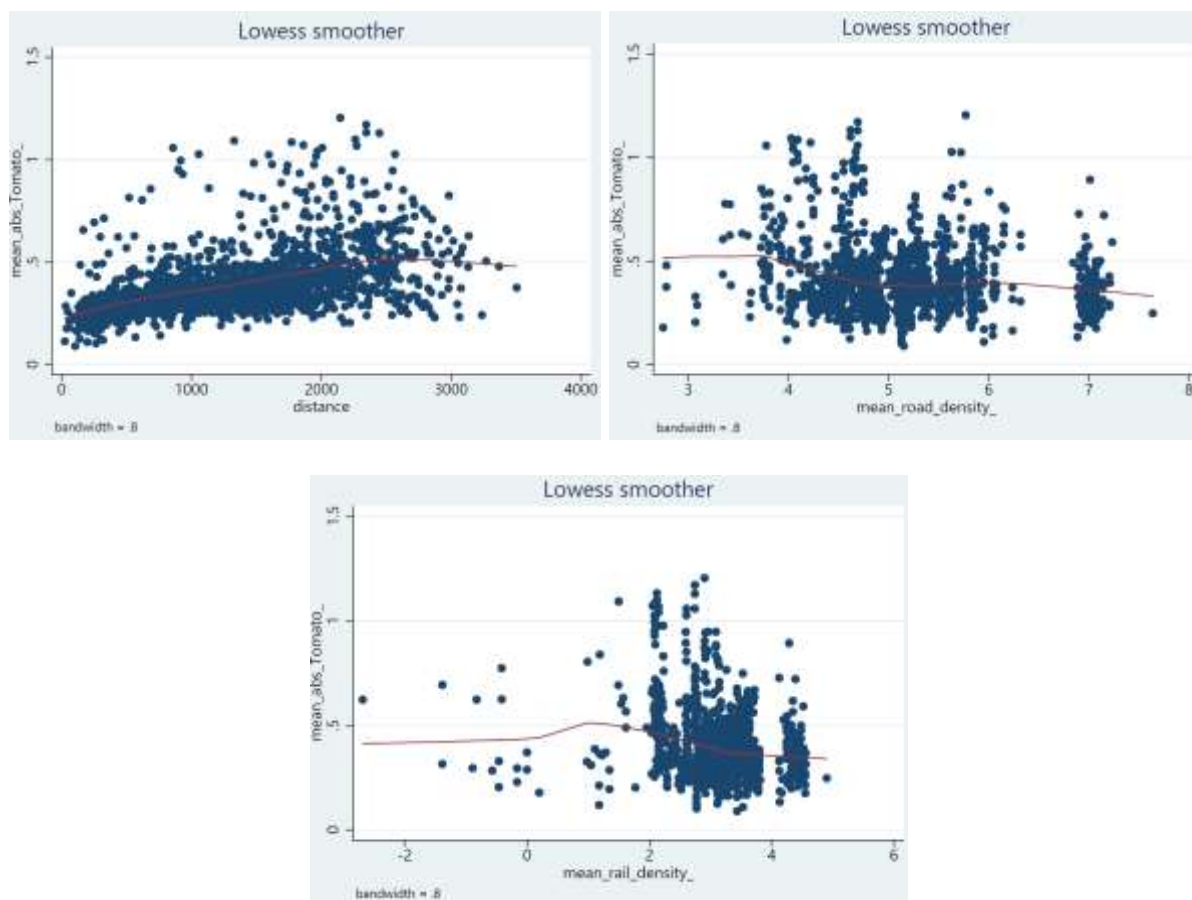 Lowess smoother
1.5
1
.5
0
mean_abs_Tomato_
0 1000 2000 3000 4000
distance
bandwidth = .8
Lowess smoother
1.5
1
.5
0
mean_abs_Tomato_
3 4 5 6 7 8
mean_road_density_
bandwidth = .8
Lowess smoother
1.5
1
.5
0
mean_abs_Tomato_
-2 0 2 4 6
mean_rail_density_
bandwidth = .8